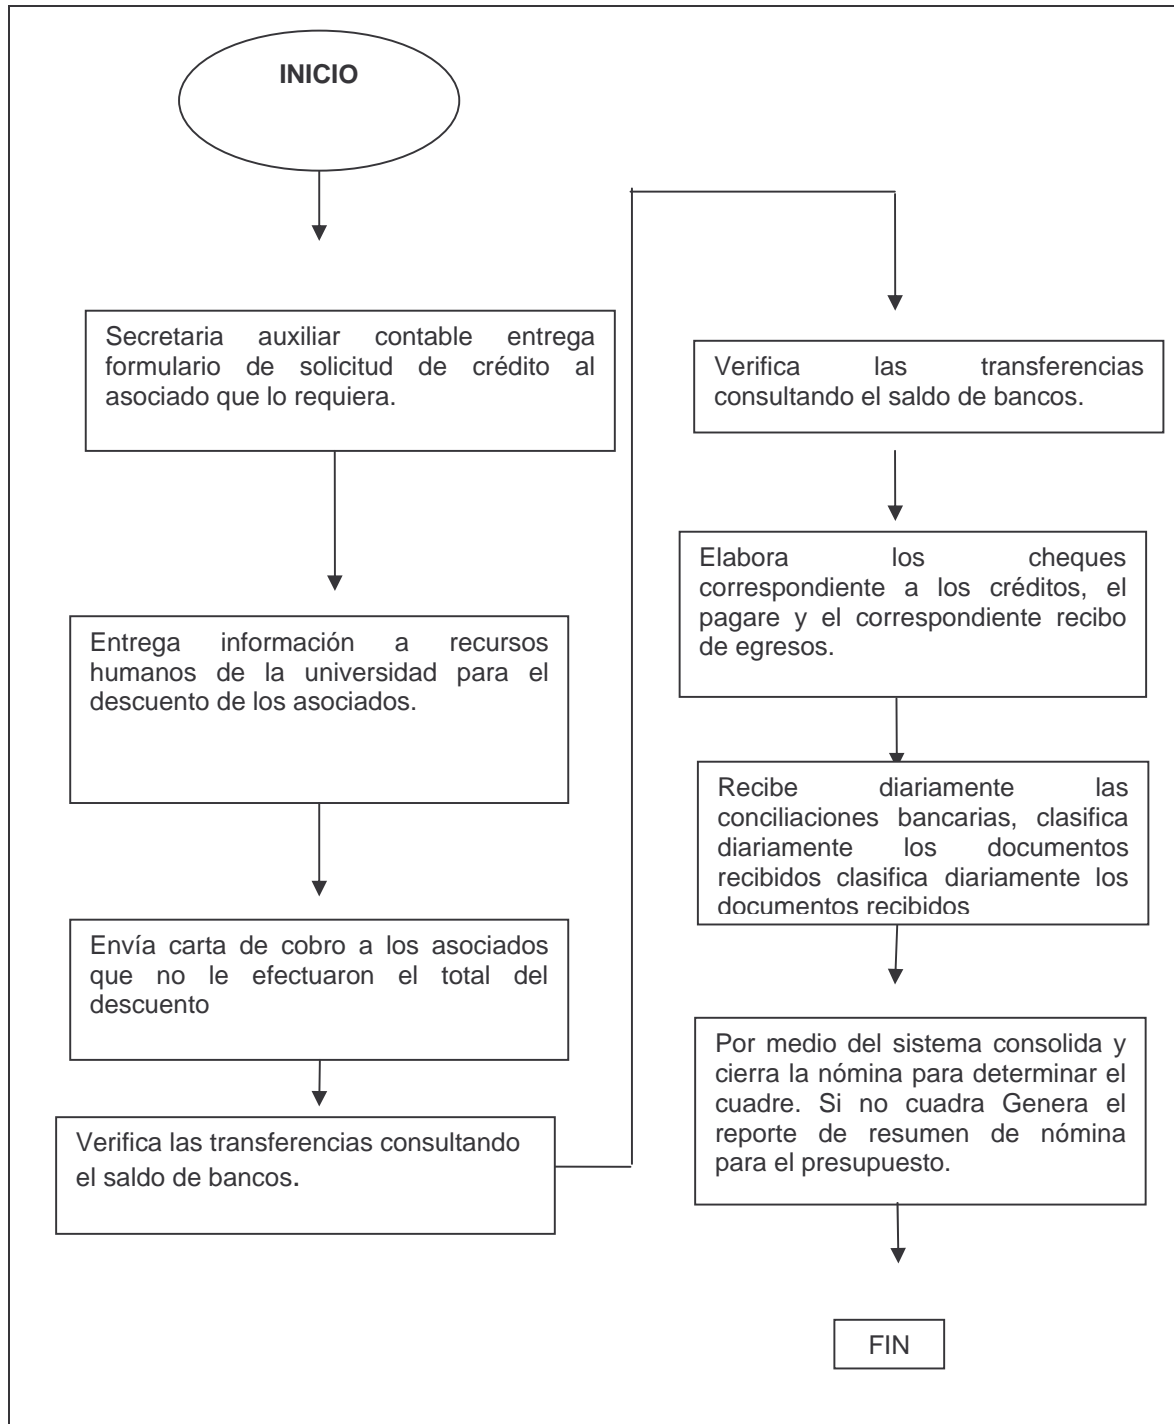 INICIO
Secretaria auxiliar contable entrega
formulario de solicitud de crédito al
asociado que lo requiera.
Entrega información a recursos
humanos de la universidad para el
descuento de los asociados.
Envía carta de cobro a los asociados
que no le efectuaron el total del
descuento
Verifica las transferencias consultando
el saldo de bancos.
Verifica las transferencias
consultando el saldo de bancos.
Elabora los cheques
correspondiente a los créditos, el
pagare y el correspondiente recibo
de egresos.
Recibe diariamente las
conciliaciones bancarias, clasifica
diariamente los documentos
recibidos clasifica diariamente los
documentos recibidos
Por medio del sistema consolida y
cierra la nómina para determinar el
cuadre. Si no cuadra Genera el
reporte de resumen de nómina
para el presupuesto.
FIN